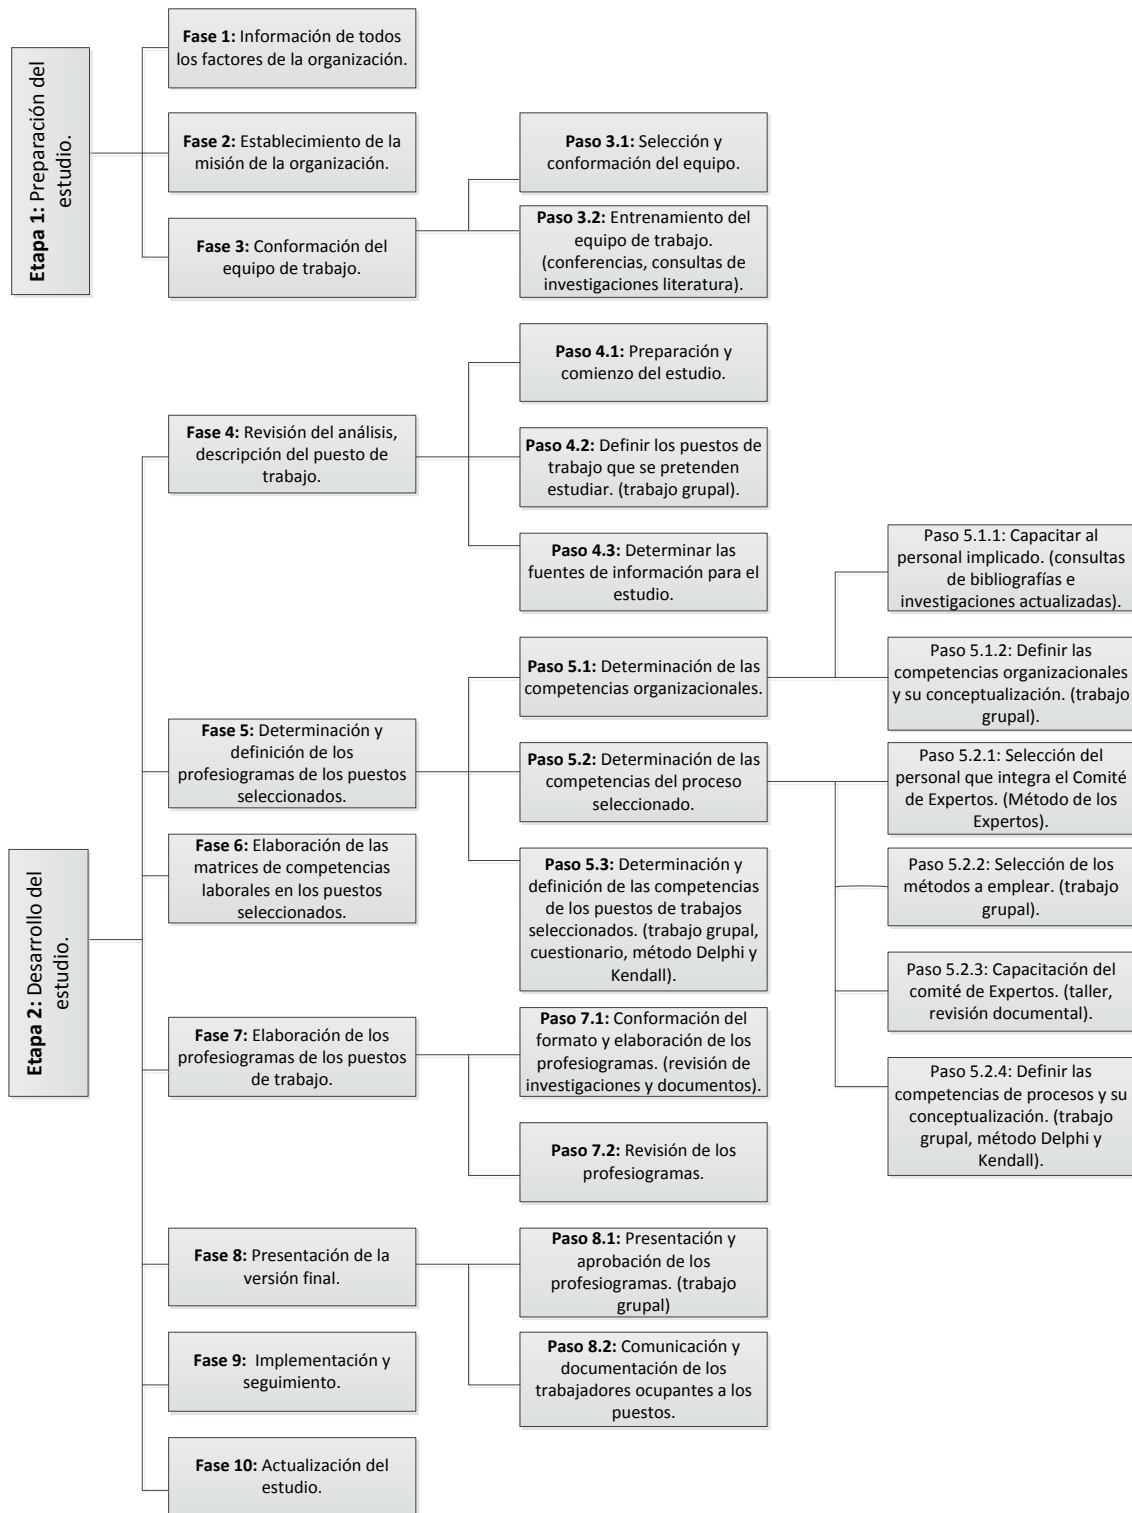 Etapa 1: Preparación del
estudio.
Fase 1: Información de todos
los factores de la organización.
Fase 2: Establecimiento de la
misión de la organización.
Fase 3: Conformación del
equipo de trabajo.
Paso 3.1: Selección y
conformación del equipo.
Paso 3.2: Entrenamiento del
equipo de trabajo.
(conferencias, consultas de
investigaciones literatura).
Etapa 2: Desarrollo del
estudio.
Fase 4: Revisión del análisis,
descripción del puesto de
trabajo.
Paso 4.1: Preparación y
comienzo del estudio.
Paso 4.2: Definir los puestos de
trabajo que se pretenden
estudiar. (trabajo grupal).
Paso 4.3: Determinar las
fuentes de información para el
estudio.
Fase 5: Determinación y
definición de los
profesiogramas de los puestos
seleccionados.
Paso 5.1: Determinación de las
competencias organizacionales.
Paso 5.1.1: Capacitar al
personal implicado. (consultas
de bibliografías e
investigaciones actualizadas).
Paso 5.1.2: Definir las
competencias organizacionales
y su conceptualización. (trabajo
grupal).
Paso 5.2: Determinación de las
competencias del proceso
seleccionado.
Paso 5.2.1: Selección del
personal que integra el Comité
de Expertos. (Método de los
Expertos).
Paso 5.2.2: Selección de los
métodos a emplear. (trabajo
grupal).
Paso 5.2.3: Capacitación del
comité de Expertos. (taller,
revisión documental).
Paso 5.2.4: Definir las
competencias de procesos y su
conceptualización. (trabajo
grupal, método Delphi y
Kendall).
Paso 5.3: Determinación y
definición de las competencias
de los puestos de trabajos
seleccionados. (trabajo grupal,
cuestionario, método Delphi y
Kendall).
Fase 6: Elaboración de las
matrices de competencias
laborales en los puestos
seleccionados.
Fase 7: Elaboración de los
profesiogramas de los puestos
de trabajo.
Paso 7.1: Conformación del
formato y elaboración de los
profesiogramas. (revisión de
investigaciones y documentos).
Paso 7.2: Revisión de los
profesiogramas.
Fase 8: Presentación de la
versión final.
Paso 8.1: Presentación y
aprobación de los
profesiogramas. (trabajo
grupal)
Paso 8.2: Comunicación y
documentación de los
trabajadores ocupantes a los
puestos.
Fase 9: Implementación y
seguimiento.
Fase 10: Actualización del
estudio.